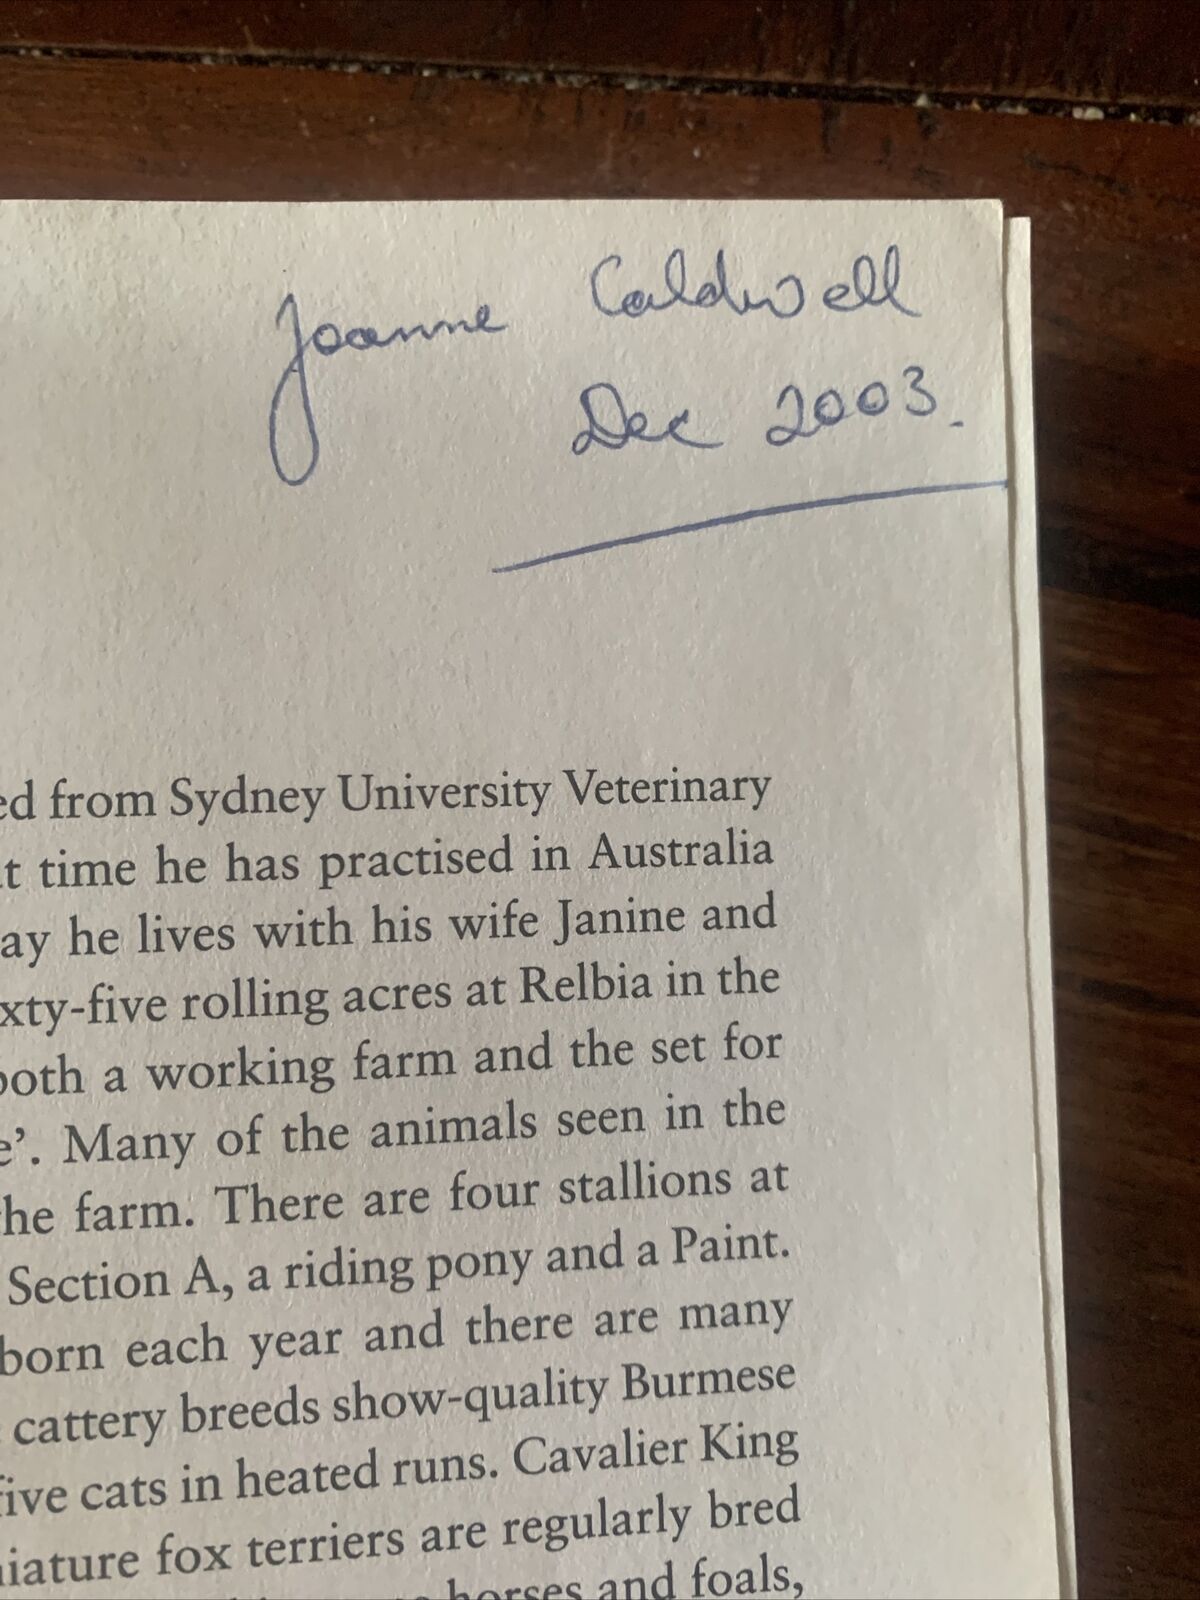 Joanne Caldwell
Dec 2003.
ed from Sydney University Veterinary
t time he has practised in Australia
ay he lives with his wife Janine and
xty-five rolling acres at Relbia in the
both a working farm and the set for
e’. Many of the animals seen in the
he farm. There are four stallions at
Section A, a riding pony and a Paint.
born each year and there are many
cattery breeds show-quality Burmese
five cats in heated runs. Cavalier King
niature fox terriers are regularly bred
horses and foals,